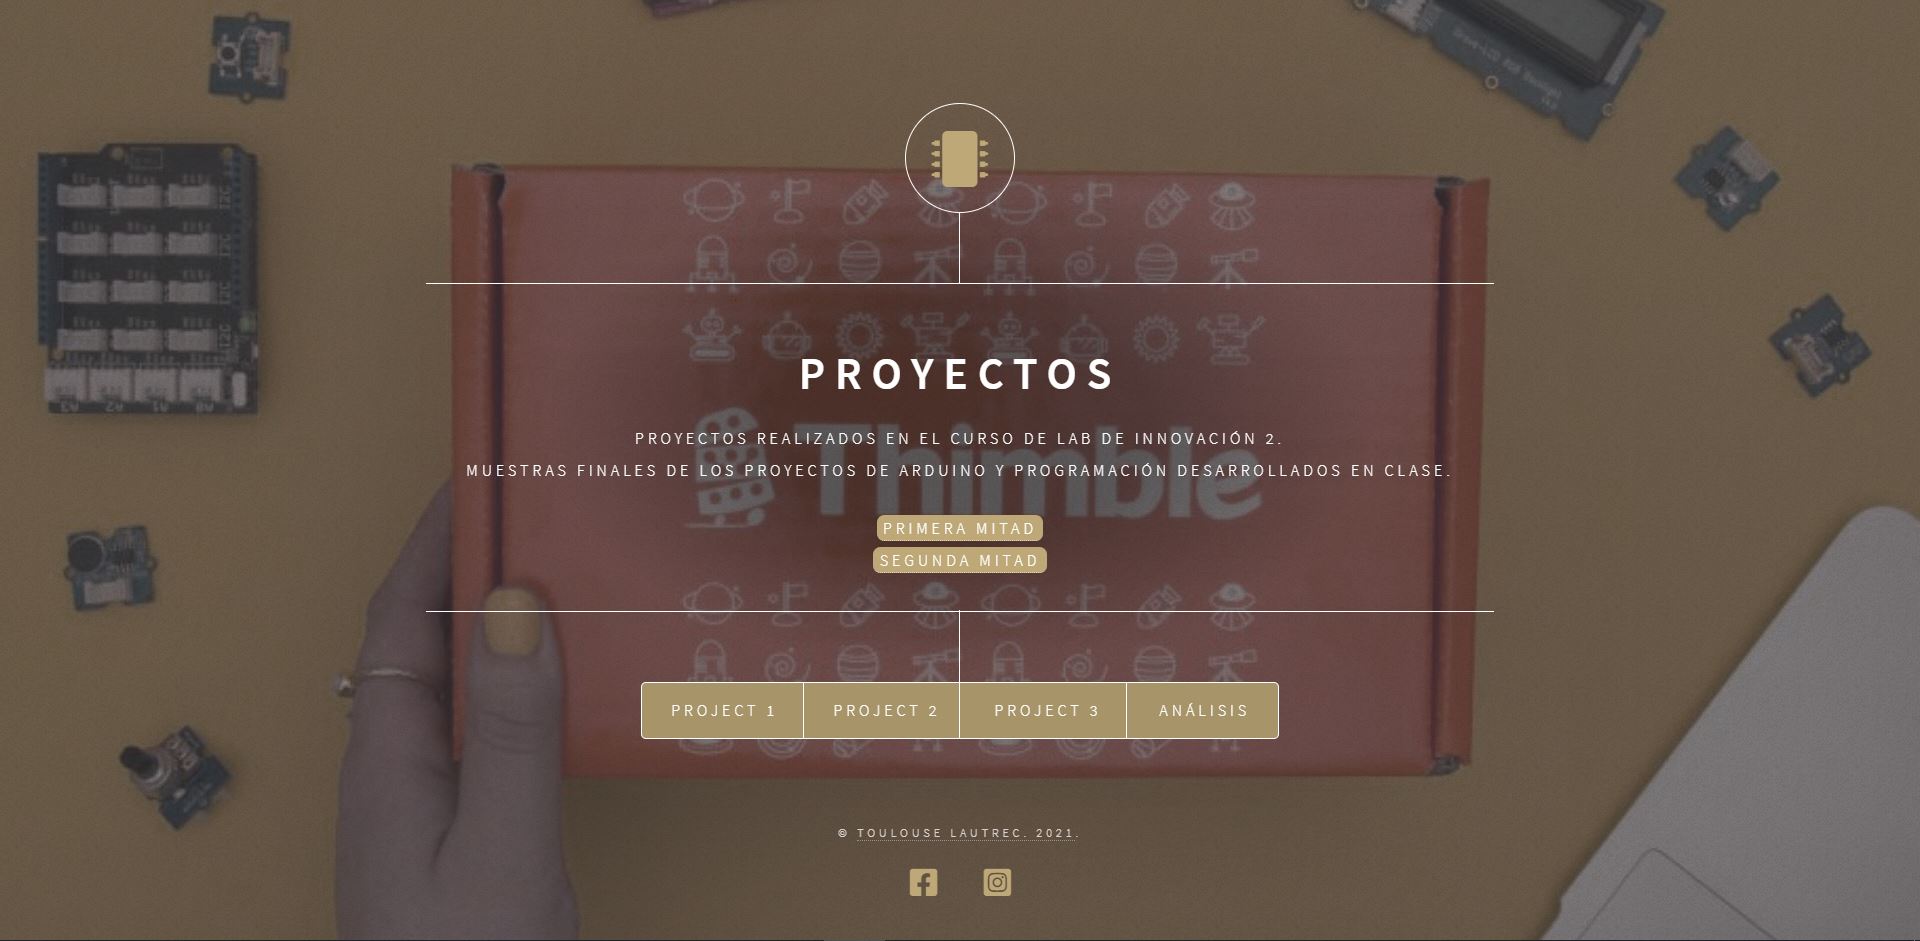 PROYECTOS
PROYECTOS REALIZADOS EN EL CURSO DE LAB DE INNOVACIÓN 2.
MUESTRAS FINALES DE LOS PROYECTOS DE ARDUINO Y PROGRAMACIÓN DESARROLLADOS EN CLASE.
Thimble
PRIMERA MITAD
SEGUNDA MITAD
PROJECT 1 PROJECT 2 PROJECT 3 ANÁLISIS
© TOULOUSE LAUTREC. 2021.